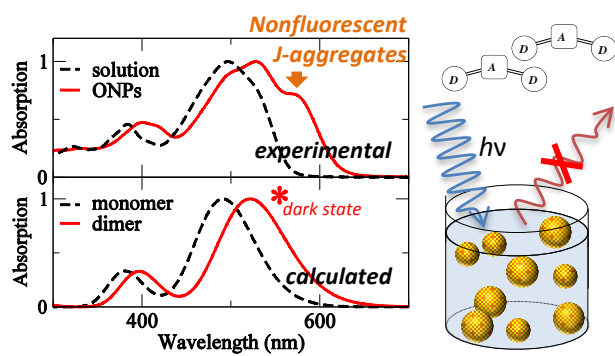 Nonfluorescent
J-aggregates
Absorption
1
0
solution
ONPs
experimental
Absorption
1
0
monomer
dimer
*dark state
calculated
400 500 600
Wavelength (nm)
D A D
D A D
hν